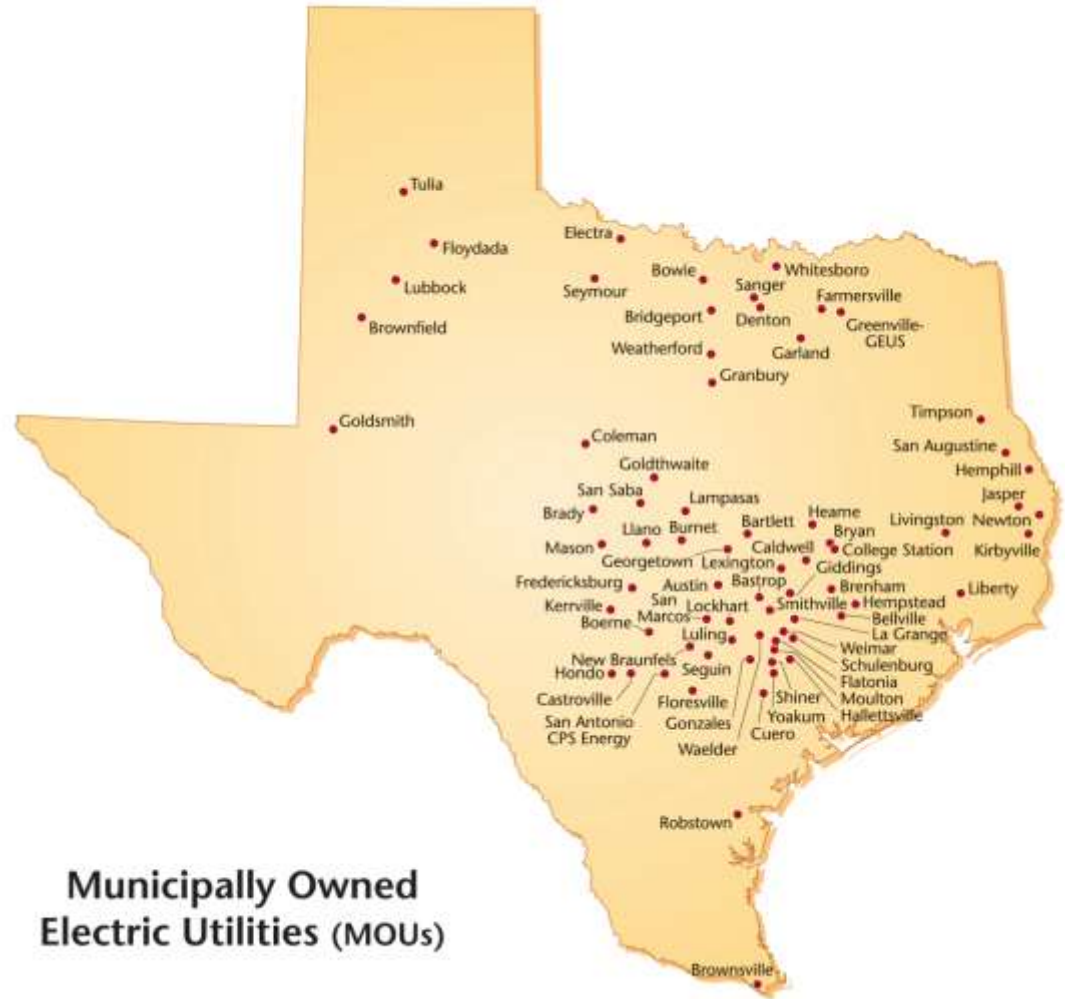 Tulia
Floydada
Lubbock
Brownfield
Goldsmith
Electra
Seymour
Bowie
Bridgeport
Weatherford
Granbury
Whitesboro
Sanger
Denton
Farmersville
Greenville-
GEUS
Garland
Timpson
San Augustine
Hemphill
Jasper
Newton
Kirbyville
Livingston
Liberty
Coleman
Goldthwaite
San Saba
Brady
Lampasas
Llano
Burnet
Mason
Bartlett
Hearne
Bryan
College Station
Caldwell
Georgetown
Lexington
Giddings
Fredericksburg
Austin
Bastrop
Brenham
Kerrville
San
Marcos
Lockhart
Smithville
Hempstead
Bellville
Boerne
Luling
La Grange
Weimar
New Braunfels
Seguin
Schulenburg
Hondo
Flatonia
Castroville
Floresville
Shiner
Moulton
San Antonio
CPS Energy
Gonzales
Yoakum
Hallettsville
Waelder
Cuero
Robstown
Brownsville
Municipally Owned
Electric Utilities (MOUs)